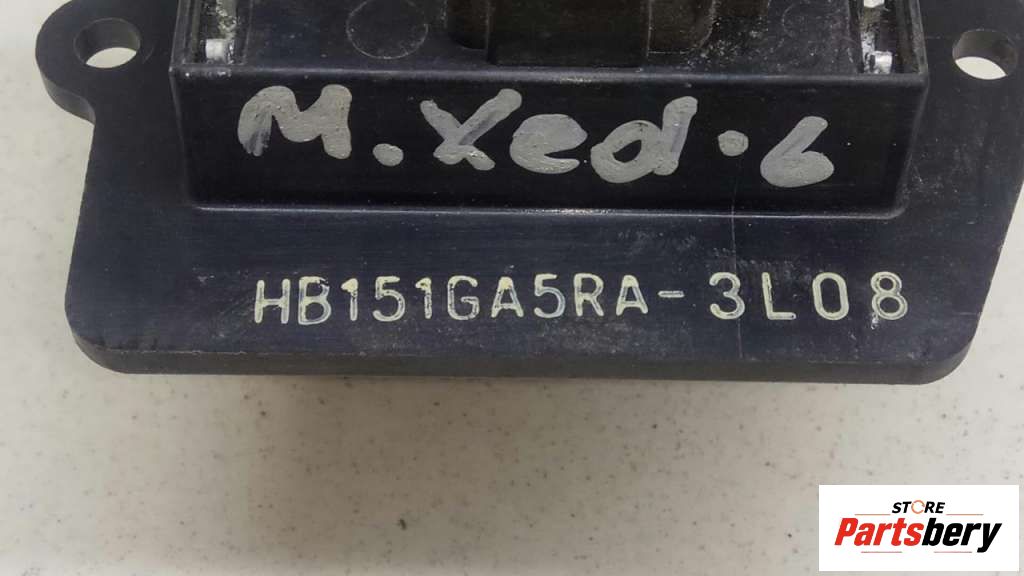 M.Xed.6
HB151GA5RA-3L08
STORE
Partsbery